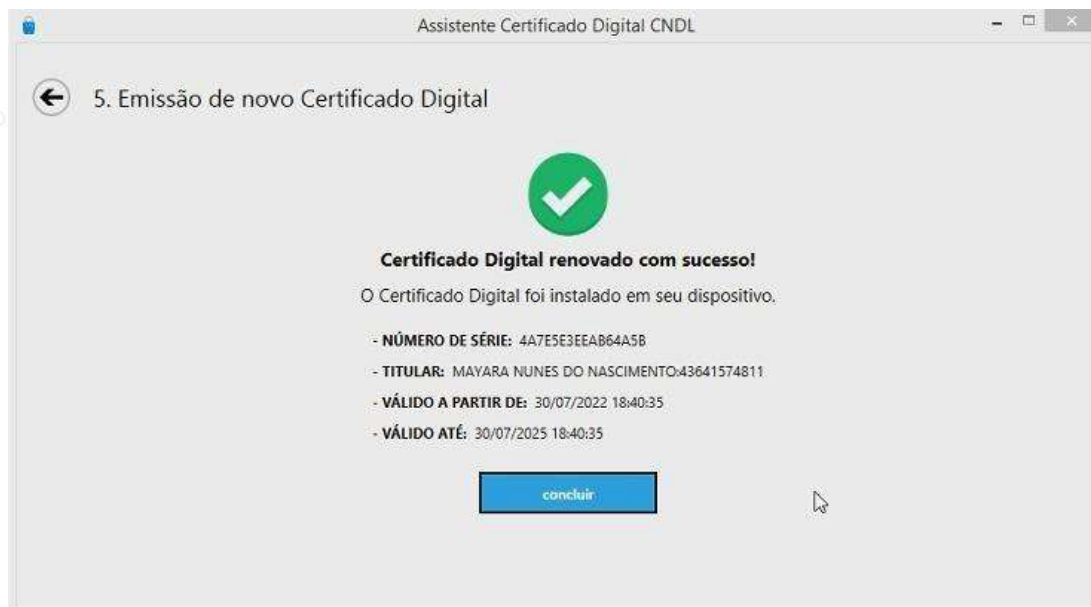 Assistente Certificado Digital CNDL
5. Emissão de novo Certificado Digital
Certificado Digital renovado com sucesso!
O Certificado Digital foi instalado em seu dispositivo.
- NÚMERO DE SÉRIE: 4A7E5E3EEAB64A5B
- TITULAR: MAYARA NUNES DO NASCIMENTO:43641574811
- VÁLIDO A PARTIR DE: 30/07/2022 18:40:35
- VÁLIDO ATÉ: 30/07/2025 18:40:35
concluir